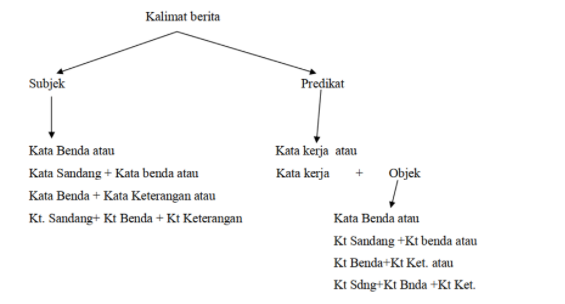 Kalimat berita
Subjek
Predikat
Kata Benda atau
Kata Sandang + Kata benda atau
Kata Benda + Kata Keterangan atau
Kt. Sandang+ Kt Benda + Kt Keterangan
Kata kerja atau
Kata kerja + Objek
Kata Benda atau
Kt Sandang +Kt benda atau
Kt Benda+Kt Ket. atau
Kt Sdng+Kt Bnda +Kt Ket.